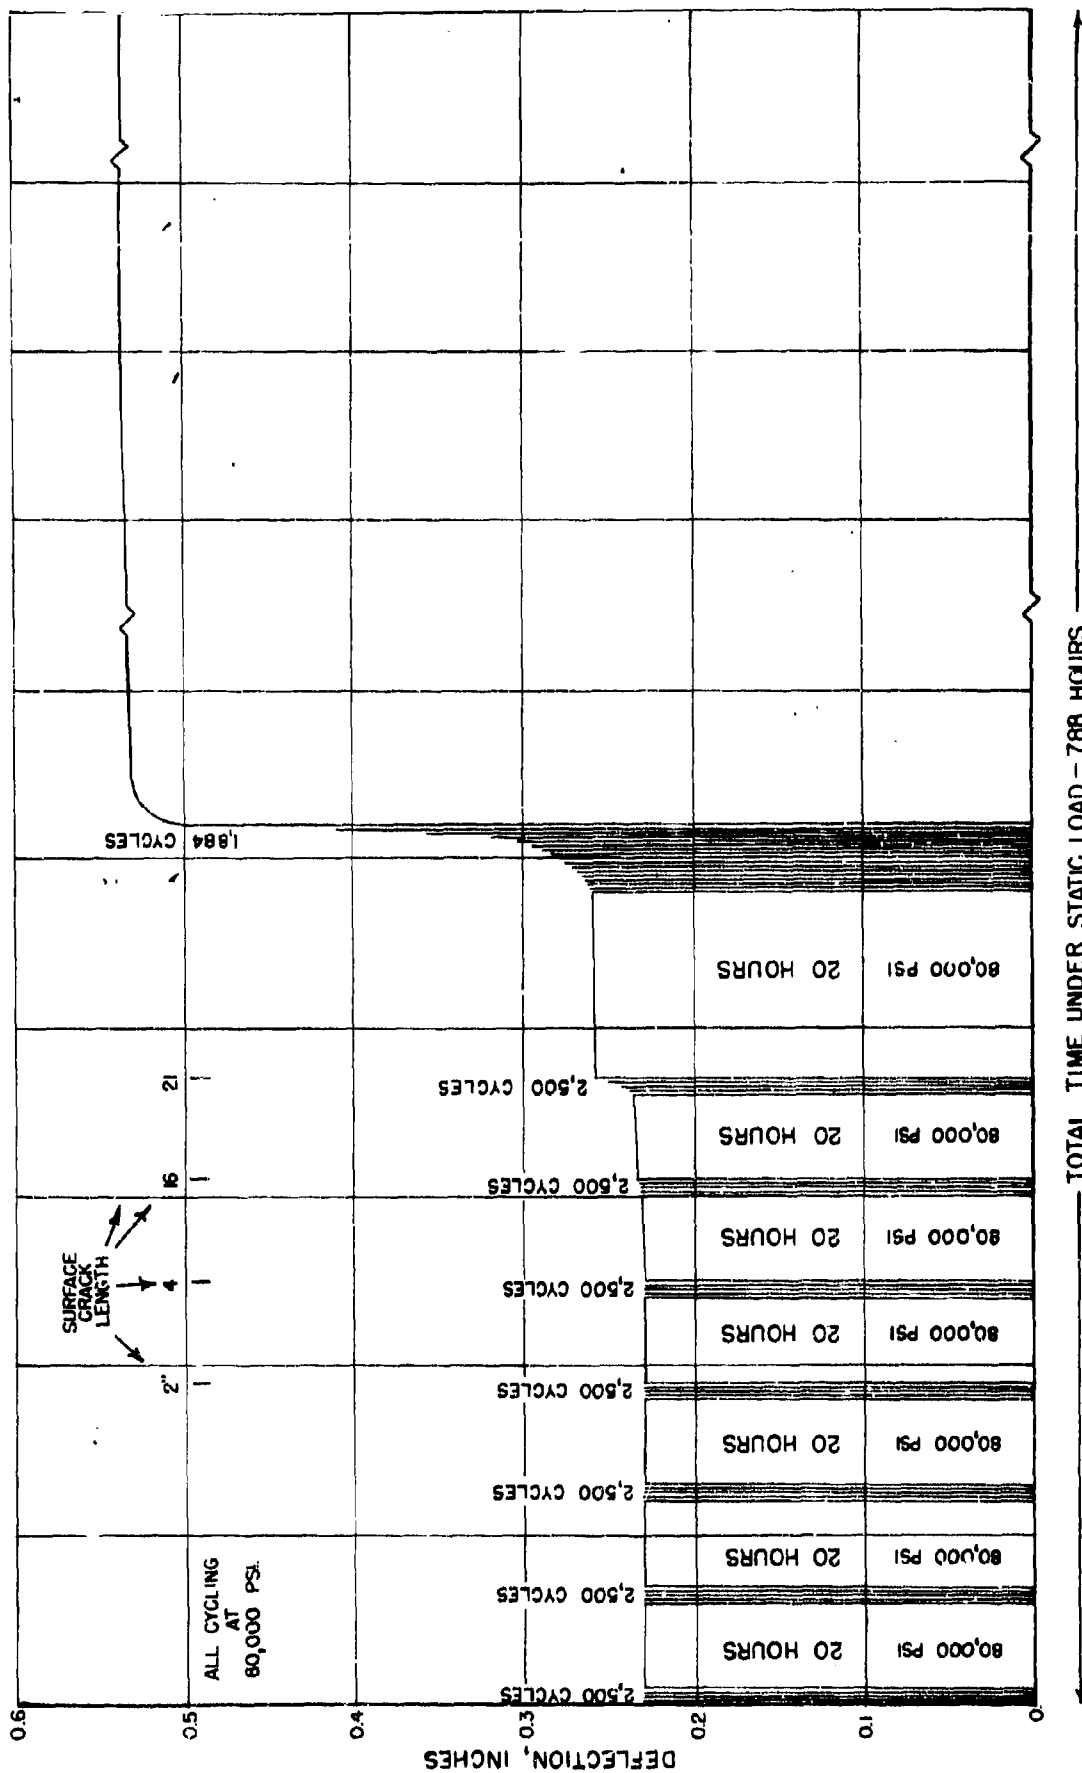 SURFACE
CRACK
LENGTH
2"
4
16
21
ALL CYCLING
AT
80,000 PSI.
1,884
CYCLES
2,500 CYCLES
2,500 CYCLES
2,500 CYCLES
2,500 CYCLES
2,500 CYCLES
2,500 CYCLES
2,500 CYCLES
20 HOURS
80,000 PSI
20 HOURS
80,000 PSI
20 HOURS
80,000 PSI
20 HOURS
80,000 PSI
20 HOURS
80,000 PSI
20 HOURS
80,000 PSI
20 HOURS
80,000 PSI
0.6
0.5
0.4
0.3
0.2
0.1
0.
DEFLECTION, INCHES
TOTAL TIME UNDER STATIC LOAD - 788 HOURS